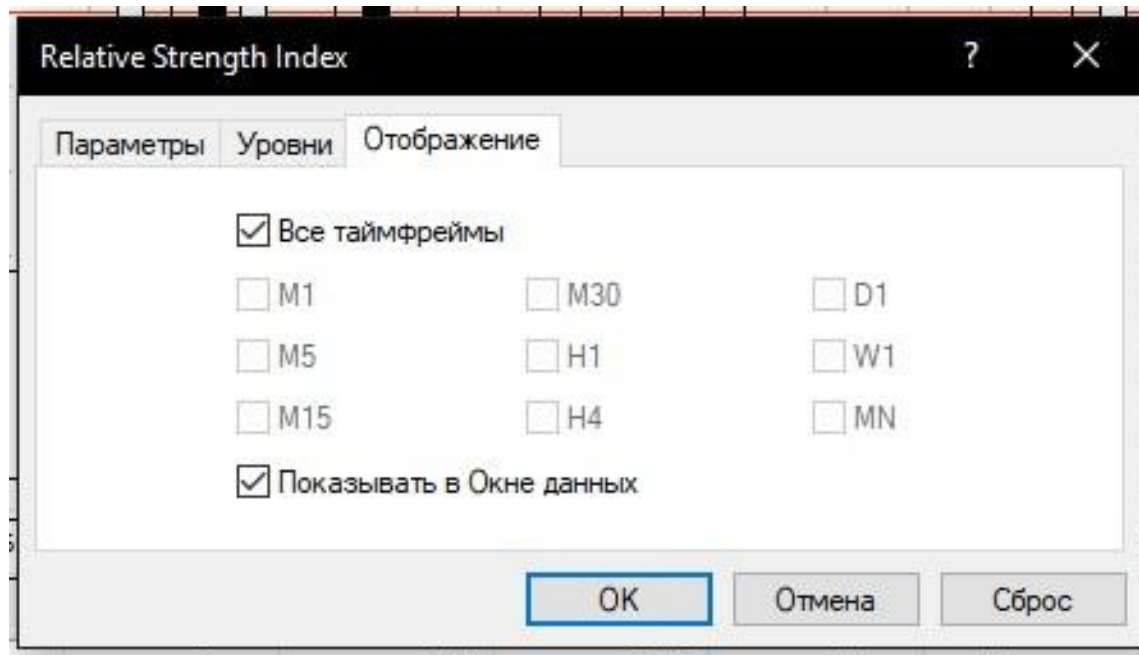 Relative Strength Index ?
Параметры Уровни Отображение
Все таймфреймы
M1 M30 D1
M5 H1 W1
M15 H4 MN
Показывать в Окне данных
OK Отмена Сброс